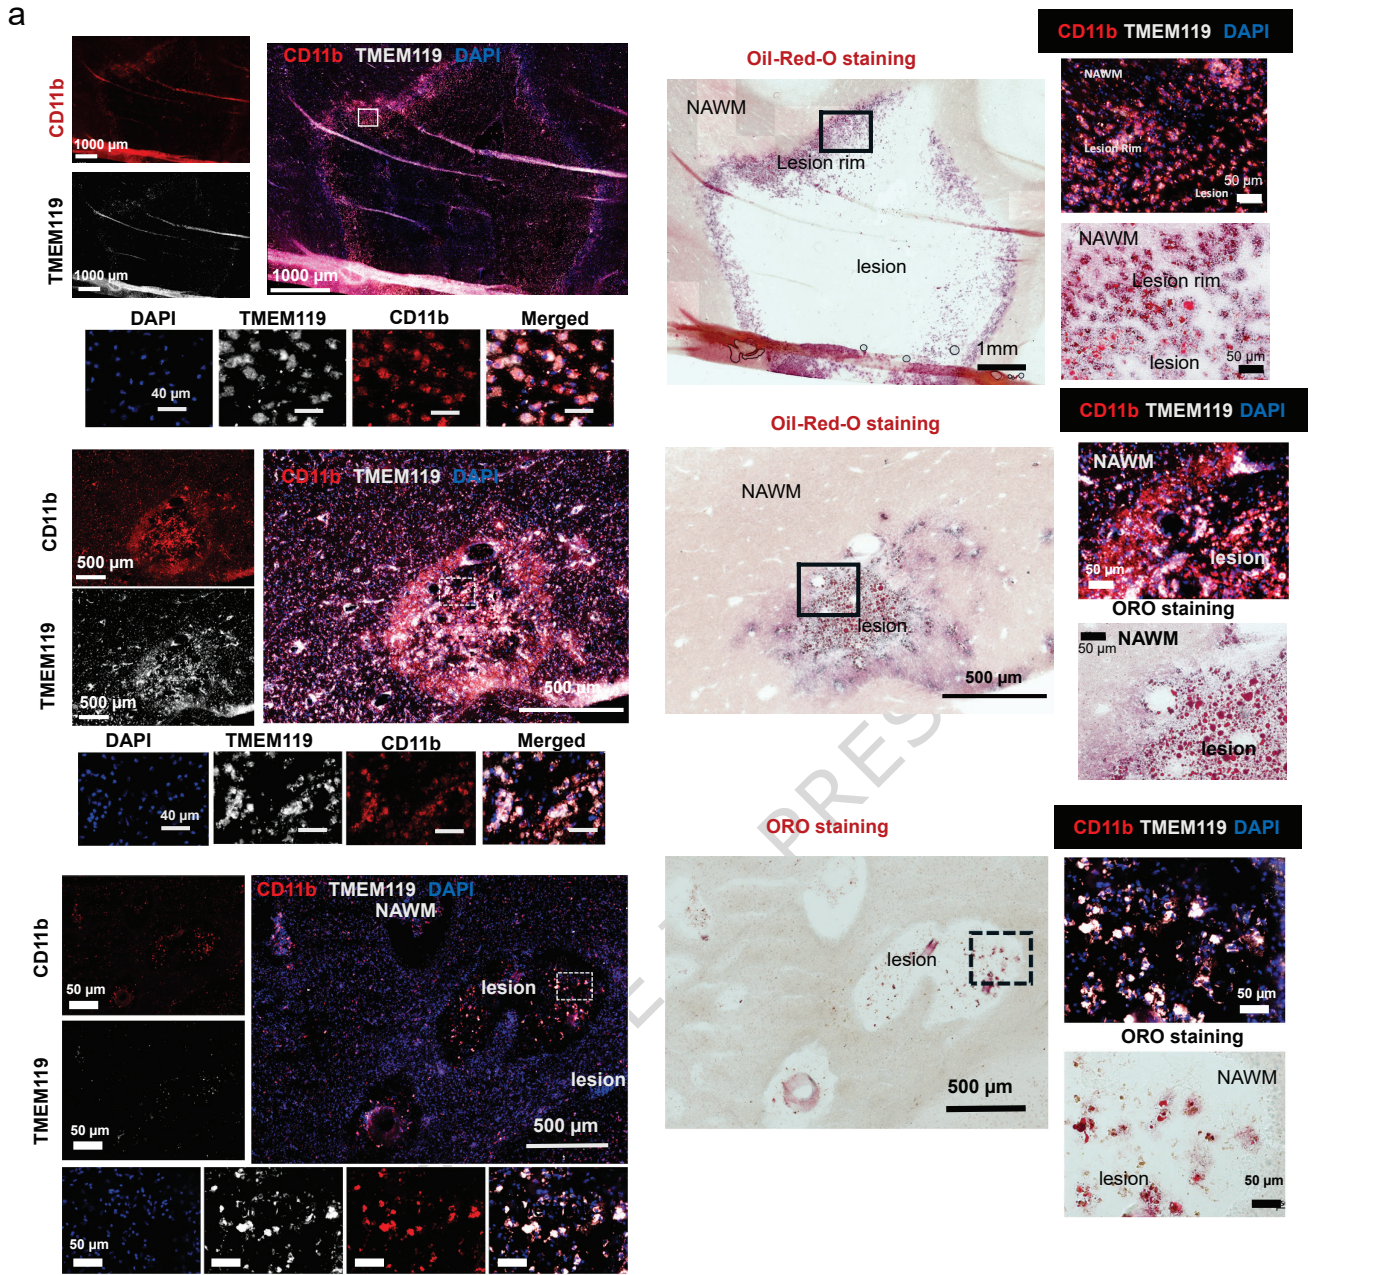 a
CD11b
1000 µm
TMEM119
1000 µm
CD11b TMEM119 DAPI
1000 µm
DAPI TMEM119 CD11b Merged
40 µm
Oil-Red-O staining
NAWM
Lesion rim
lesion
1mm
CD11b TMEM119 DAPI
NAWM
Lesion Rim
Lesion
50 µm
NAWM
Lesion rim
lesion
50 µm
CD11b
500 µm
TMEM119
500 µm
CD11b TMEM119 DAPI
500 µm
DAPI TMEM119 CD11b Merged
40 µm
Oil-Red-O staining
NAWM
lesion
500 µm
CD11b TMEM119 DAPI
NAWM
lesion
50 µm
ORO staining
50 µm
NAWM
lesion
CD11b
50 µm
TMEM119
50 µm
CD11b TMEM119 DAPI
NAWM
lesion
lesion
500 µm
50 µm
ORO staining
lesion
500 µm
CD11b TMEM119 DAPI
50 µm
ORO staining
NAWM
lesion
50 µm